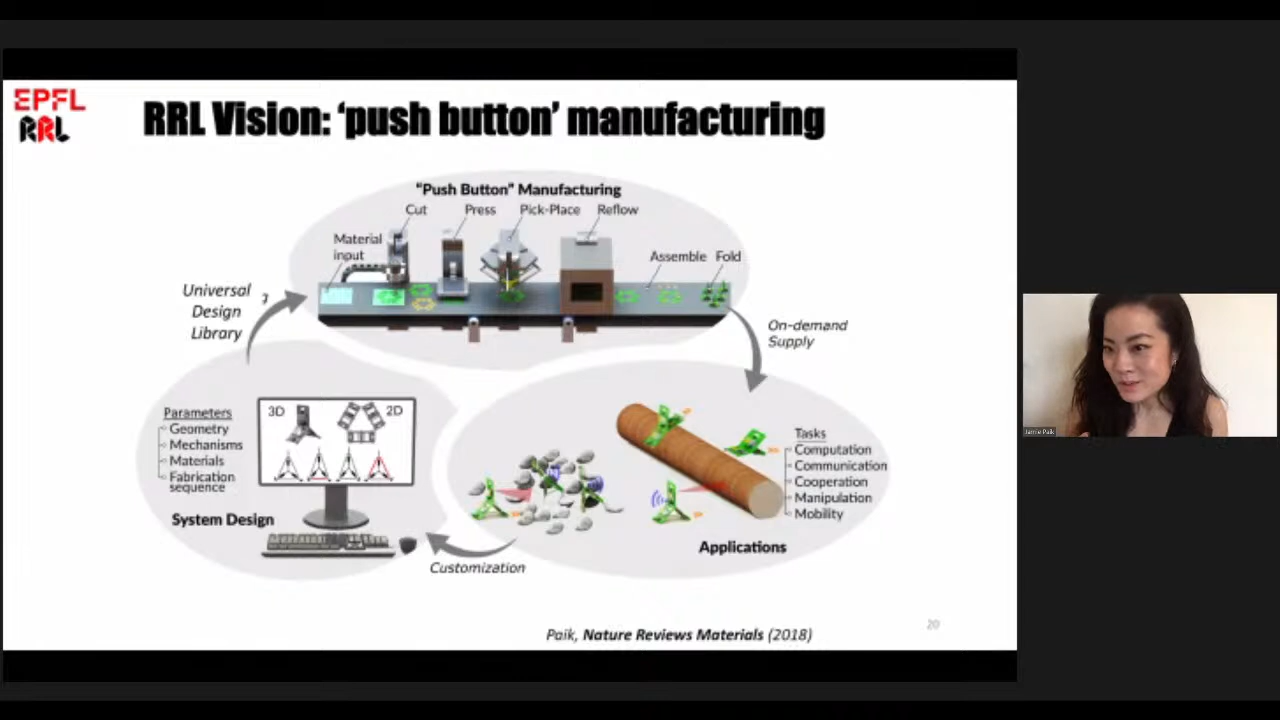 EPFL
RRL
RRL Vision: ‘push button’ manufacturing
“Push Button” Manufacturing
Cut
Press
Pick-Place
Reflow
Material
input
Assemble
Fold
Universal
Design
Library
On-demand
Supply
Parameters
Geometry
Mechanisms
Materials
Fabrication
sequence
3D
2D
System Design
Tasks
Computation
Communication
Cooperation
Manipulation
Mobility
Applications
Customization
Paik, Nature Reviews Materials (2018)
20
Jamie Paik